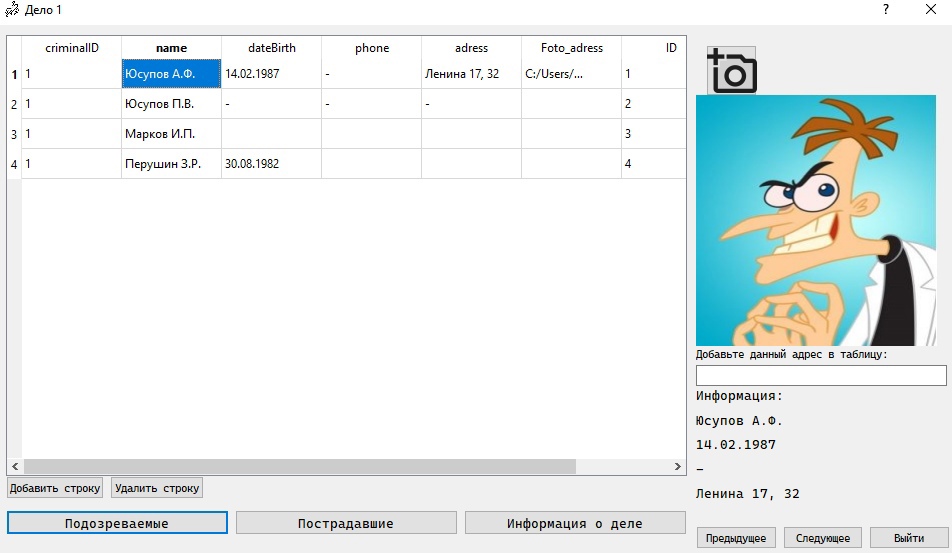 Дело 1
?
criminalID name dateBirth phone adress Foto_adress ID
1 1 Юсупов А.Ф. 14.02.1987 - Ленина 17, 32 C:/Users/... 1
2 1 Юсупов П.В. - - - 2
3 1 Марков И.П. 3
4 1 Перушин З.Р. 30.08.1982 4
Добавить строку Удалить строку
Подозреваемые Пострадавшие Информация о деле
Добавьте данный адрес в таблицу:
Информация:
Юсупов А.Ф.
14.02.1987
-
Ленина 17, 32
Предыдущее Следующее Выйти